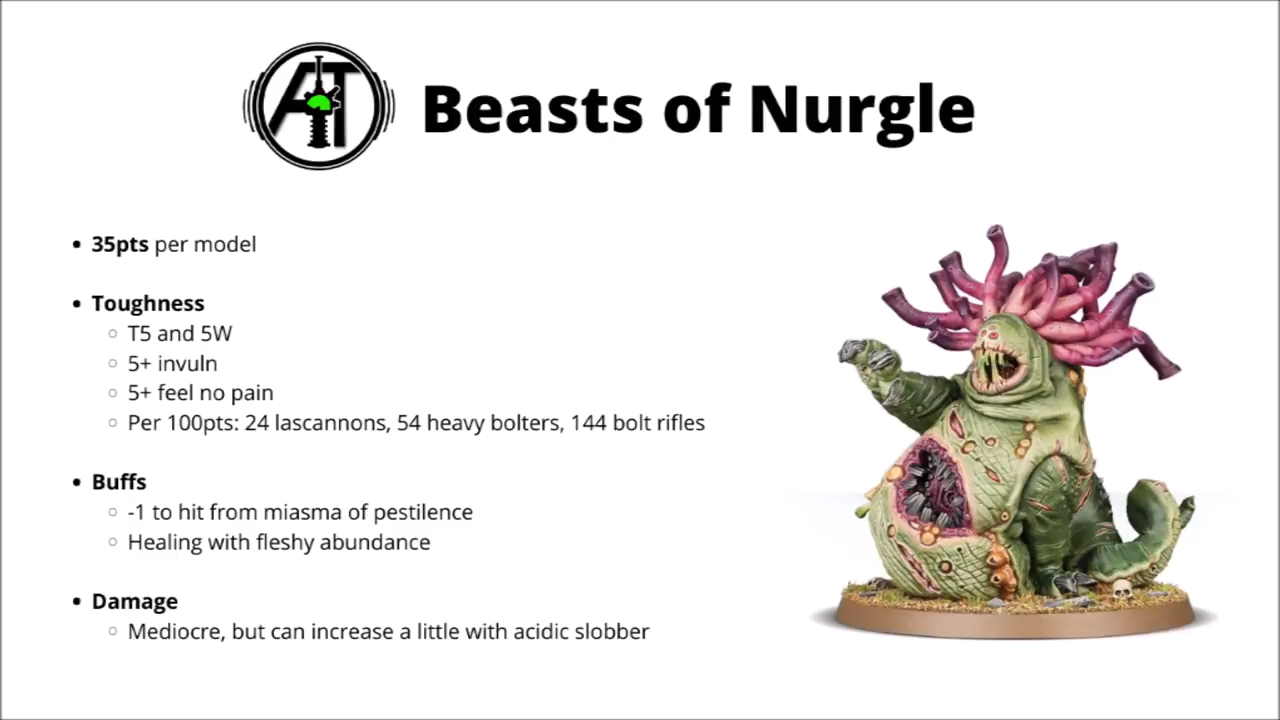 AT
Beasts of Nurgle
• 35pts per model
• Toughness
○ T5 and 5W
○ 5+ invuln
○ 5+ feel no pain
○ Per 100pts: 24 lascannons, 54 heavy bolters, 144 bolt rifles
• Buffs
○ -1 to hit from miasma of pestilence
○ Healing with fleshy abundance
• Damage
○ Mediocre, but can increase a little with acidic slobber